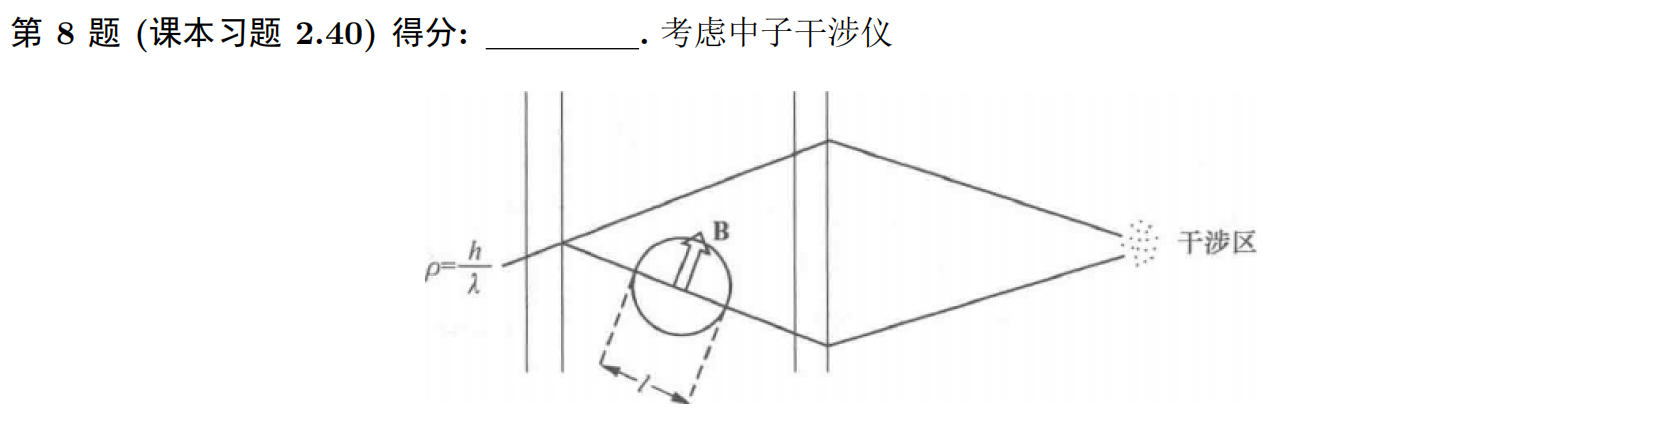 第 8 题 (课本习题 2.40) 得分: ________. 考虑中子干涉仪
B
ρ=h/λ
干涉区
l